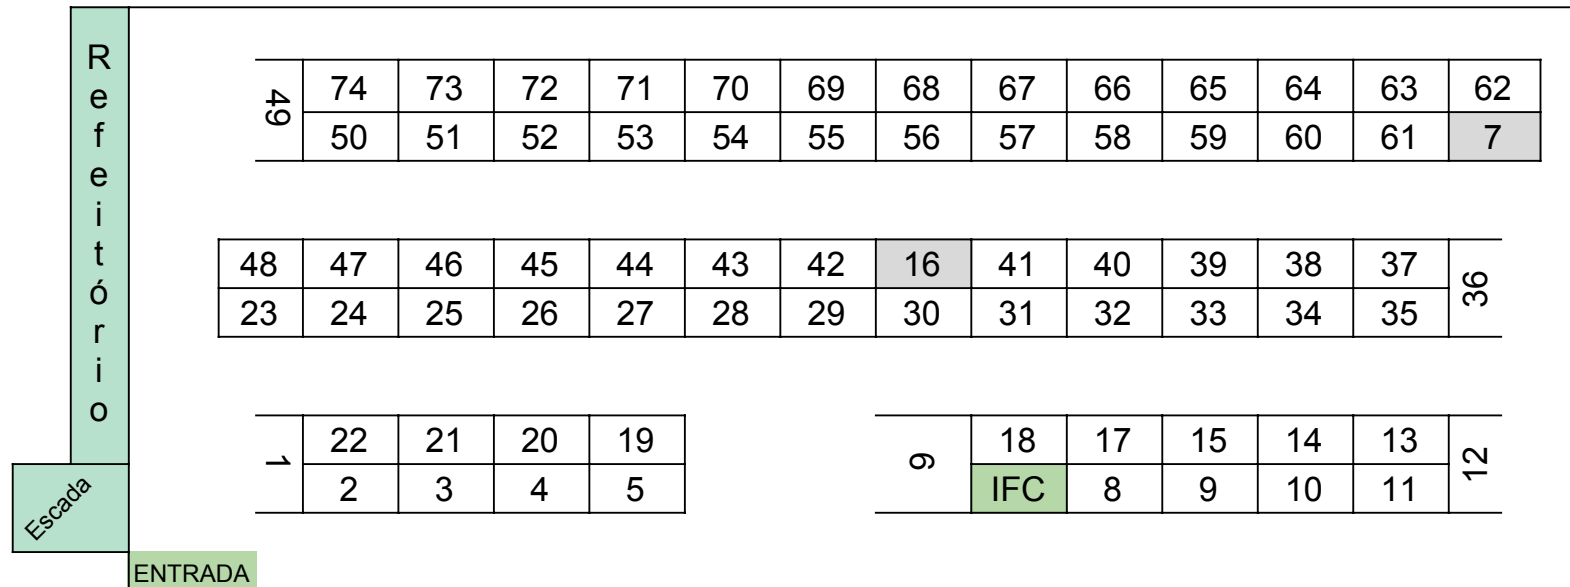 Refeitório
49
74 73 72 71 70 69 68 67 66 65 64 63 62
50 51 52 53 54 55 56 57 58 59 60 61 7
48 47 46 45 44 43 42 16 41 40 39 38 37
36
23 24 25 26 27 28 29 30 31 32 33 34 35
1
22 21 20 19
2 3 4 5
6
18 17 15 14 13
12
IFC 8 9 10 11
Escada
ENTRADA